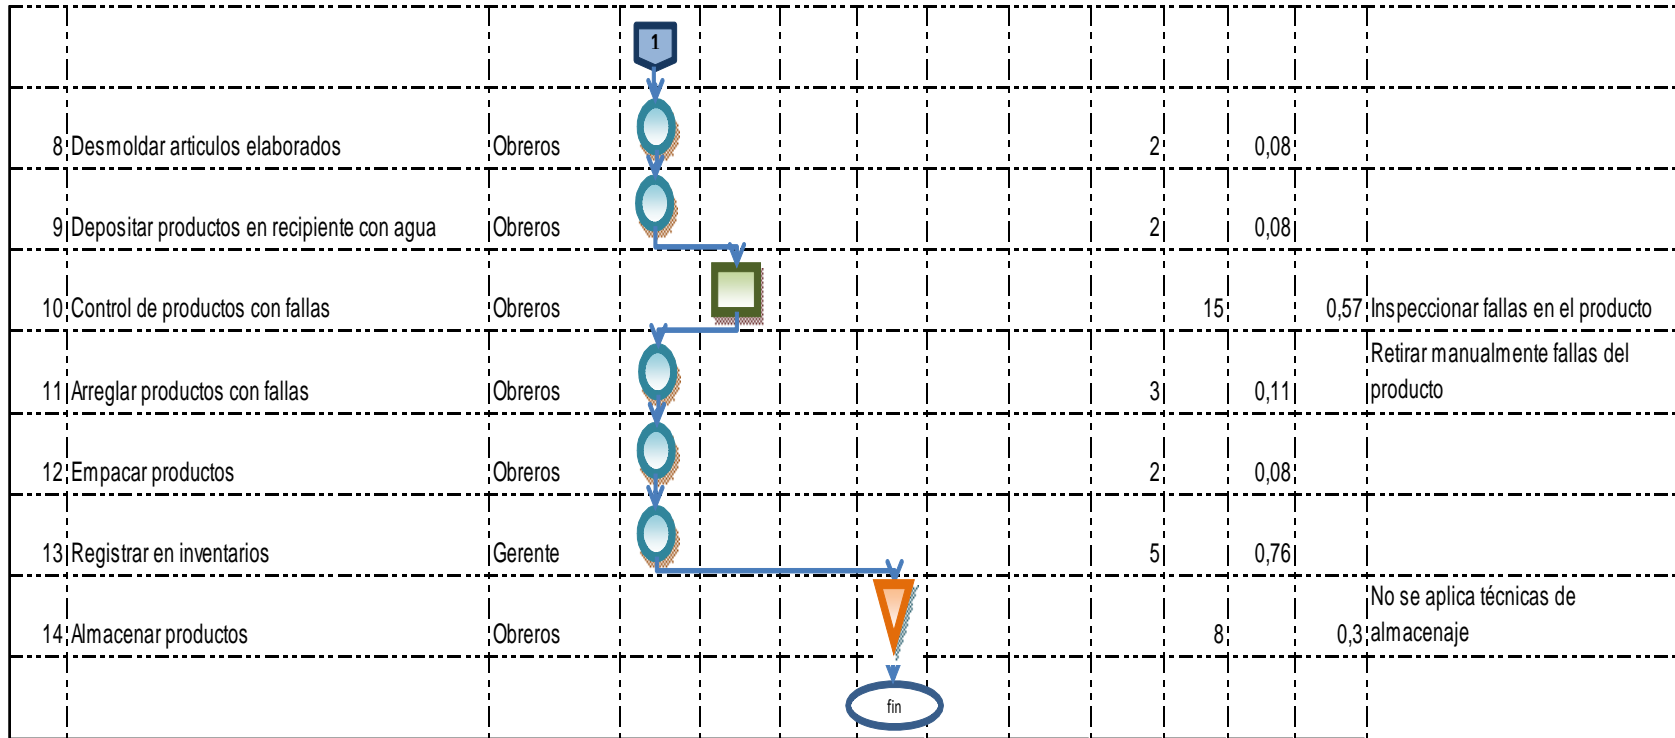 1
8 Desmoldar articulos elaborados Obreros 2 0,08
9 Depositar productos en recipiente con agua Obreros 2 0,08
10 Control de productos con fallas Obreros 15 0,57 Inspeccionar fallas en el producto
11 Arreglar productos con fallas Obreros 3 0,11 Retirar manualmente fallas del
producto
12 Empacar productos Obreros 2 0,08
13 Registrar en inventarios Gerente 5 0,76
14 Almacenar productos Obreros 8 0,3 No se aplica técnicas de
almacenaje
fin